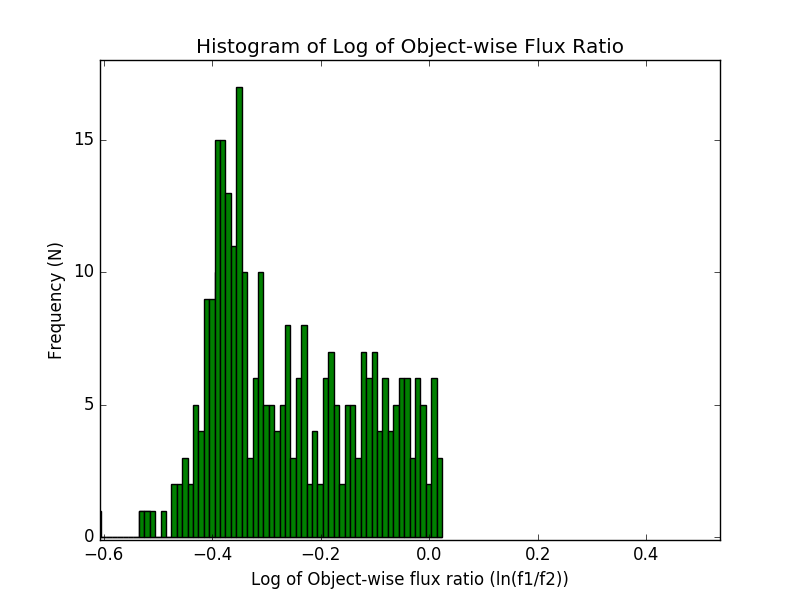 Histogram of Log of Object-wise Flux Ratio
15
10
5
0
Frequency (N)
−0.6 −0.4 −0.2 0.0 0.2 0.4
Log of Object-wise flux ratio (ln(f1/f2))